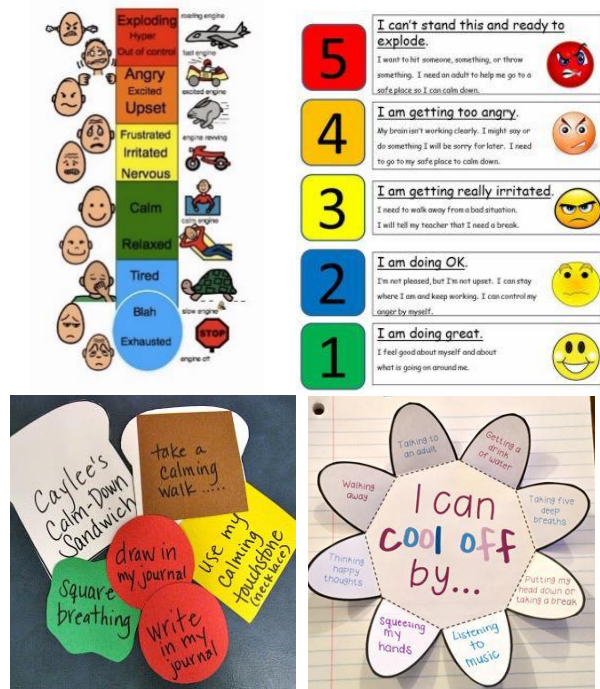 Exploding
Hyper
Out of control
Angry
Excited
Upset
Frustrated
Irritated
Nervous
Calm
Relaxed
Tired
Blah
Exhausted
roaring engine
fast engine
excited engine
engine revving
calm engine
slow engine
STOP
engine off
5
I can't stand this and ready to
explode.
I want to hit someone, something, or throw
something. I need an adult to help me go to a
safe place so I can calm down.
4
I am getting too angry.
My brain isn't working clearly. I might say or
do something I will be sorry for later. I need
to go to my safe place to calm down.
3
I am getting really irritated.
I need to walk away from a bad situation.
I will tell my teacher that I need a break.
2
I am doing OK.
I'm not pleased, but I'm not upset. I can stay
where I am and keep working. I can control my
anger by myself.
1
I am doing great.
I feel good about myself and about
what is going on around me.
Caylee's
Calm-Down
Sandwich
take a
calming
walk .....
draw in
my journal
use my
calming
touchstone
(necklace)
square
breathing
write
in my
journal
I can
cool off
by...
Talking to
an adult
Getting a
drink
of water
Taking five
deep
breaths
Putting my
head down or
taking a break
Listening
to
music
squeezing
my
hands
Thinking
happy
thoughts
Walking
away